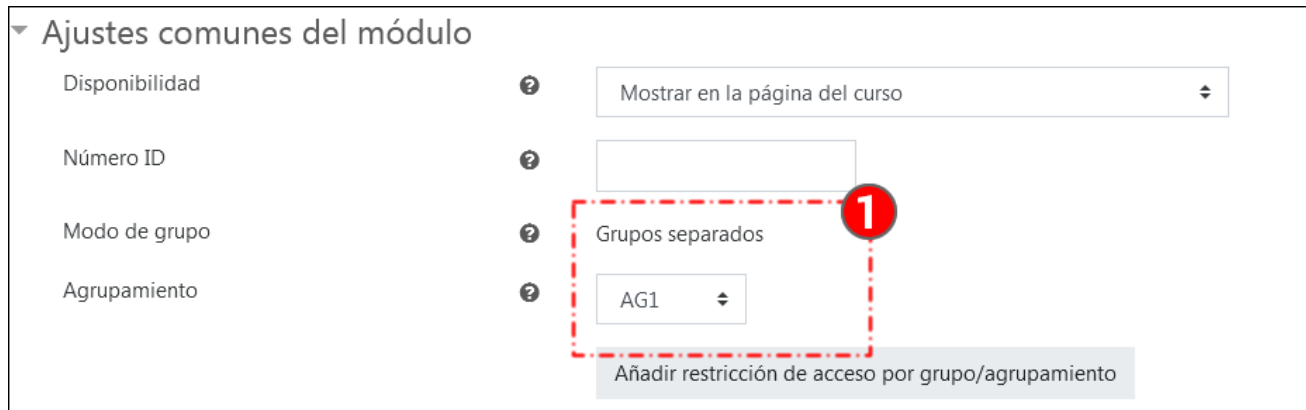 Ajustes comunes del módulo
Disponibilidad
Mostrar en la página del curso
Número ID
Modo de grupo
Grupos separados
1
Agrupamiento
AG1
Añadir restricción de acceso por grupo/agrupamiento